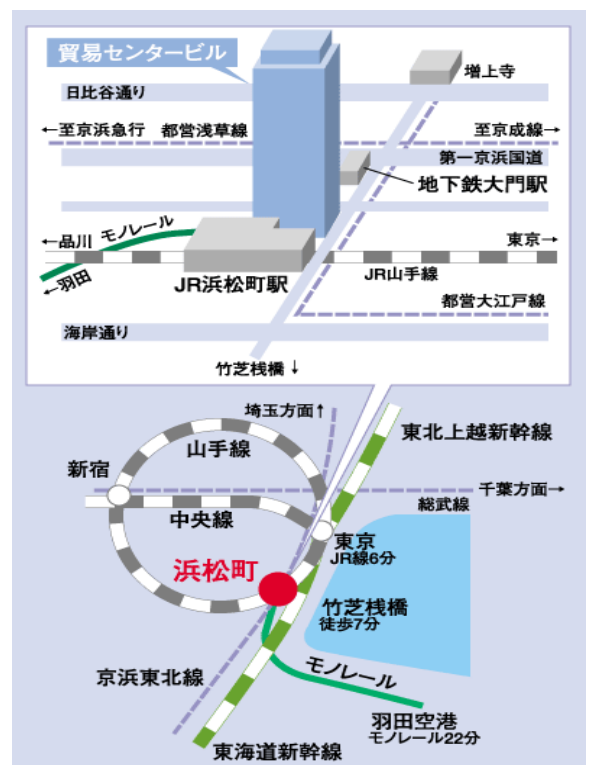 貿易センタービル
増上寺
日比谷通り
←至京浜急行 都営浅草線 至京成線→
第一京浜国道
地下鉄大門駅
←品川 モノレール 東京→
←羽田
JR浜松町駅
JR山手線
都営大江戸線
海岸通り
竹芝桟橋↓
埼玉方面↑
東北上越新幹線
山手線
新宿
千葉方面→
総武線
中央線
東京
JR線6分
浜松町
竹芝桟橋
徒歩7分
モノレール
京浜東北線
羽田空港
モノレール22分
東海道新幹線